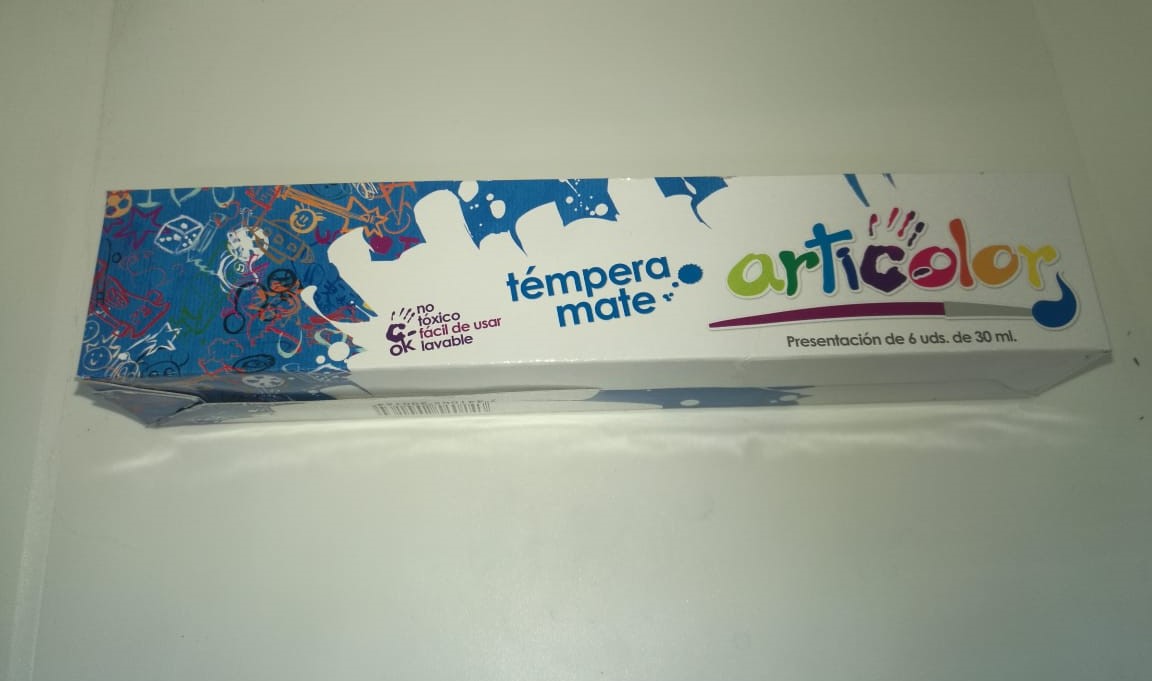 no
tóxico
fácil de usar
lavable
OK
témpera
mate
articolor
Presentación de 6 uds. de 30 ml.